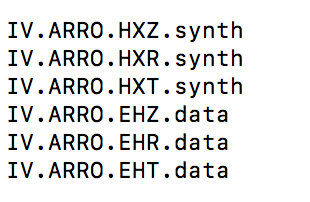 IV.ARRO.HXZ.synth
IV.ARRO.HXR.synth
IV.ARRO.HXT.synth
IV.ARRO.EHZ.data
IV.ARRO.EHR.data
IV.ARRO.EHT.data